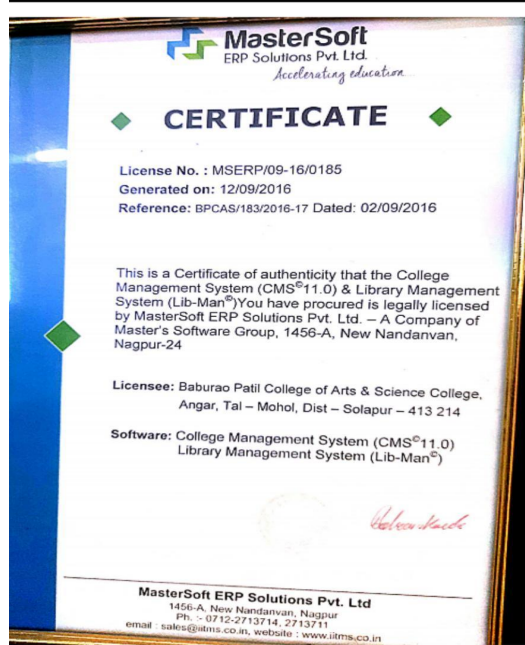 MasterSoft
ERP Solutions Pvt. Ltd.
Accelerating education
CERTIFICATE
License No. : MSERP/09-16/0185
Generated on: 12/09/2016
Reference: BPCAS/183/2016-17 Dated: 02/09/2016
This is a Certificate of authenticity that the College
Management System (CMS©11.0) & Library Management
System (Lib-Man©)You have procured is legally licensed
by MasterSoft ERP Solutions Pvt. Ltd. – A Company of
Master's Software Group, 1456-A, New Nandanvan,
Nagpur-24
Licensee: Baburao Patil College of Arts & Science College,
Angar, Tal – Mohol, Dist – Solapur – 413 214
Software: College Management System (CMS©11.0)
Library Management System (Lib-Man©)
MasterSoft ERP Solutions Pvt. Ltd
1456-A, New Nandanvan, Nagpur
Ph. :- 0712-2713714, 2713711
email : sales@iitms.co.in, website : www.iitms.co.in